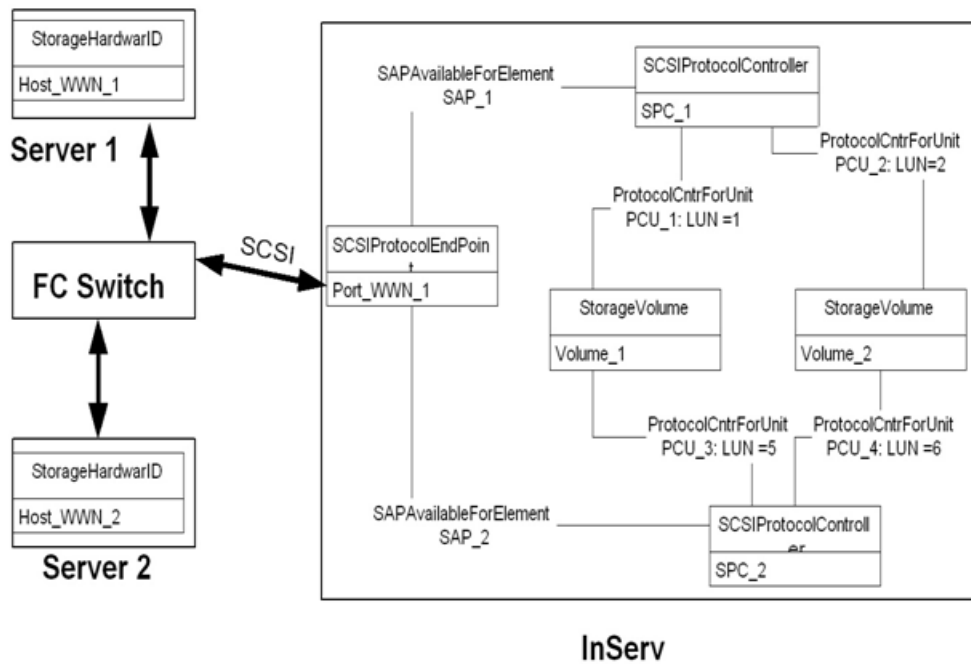 StorageHardwarID
Host_WWN_1
Server 1
FC Switch
SCSI
StorageHardwarID
Host_WWN_2
Server 2
SAPAvailableForElement
SAP_1
SCSIProtocolController
SPC_1
ProtocolCntrForUnit
PCU_2: LUN=2
ProtocolCntrForUnit
PCU_1: LUN =1
SCSIProtocolEndPoin
t
Port_WWN_1
StorageVolume
Volume_1
StorageVolume
Volume_2
ProtocolCntrForUnit
PCU_3: LUN =5
ProtocolCntrForUnit
PCU_4: LUN =6
SAPAvailableForElement
SAP_2
SCSIProtocolControll
er
SPC_2
InServ